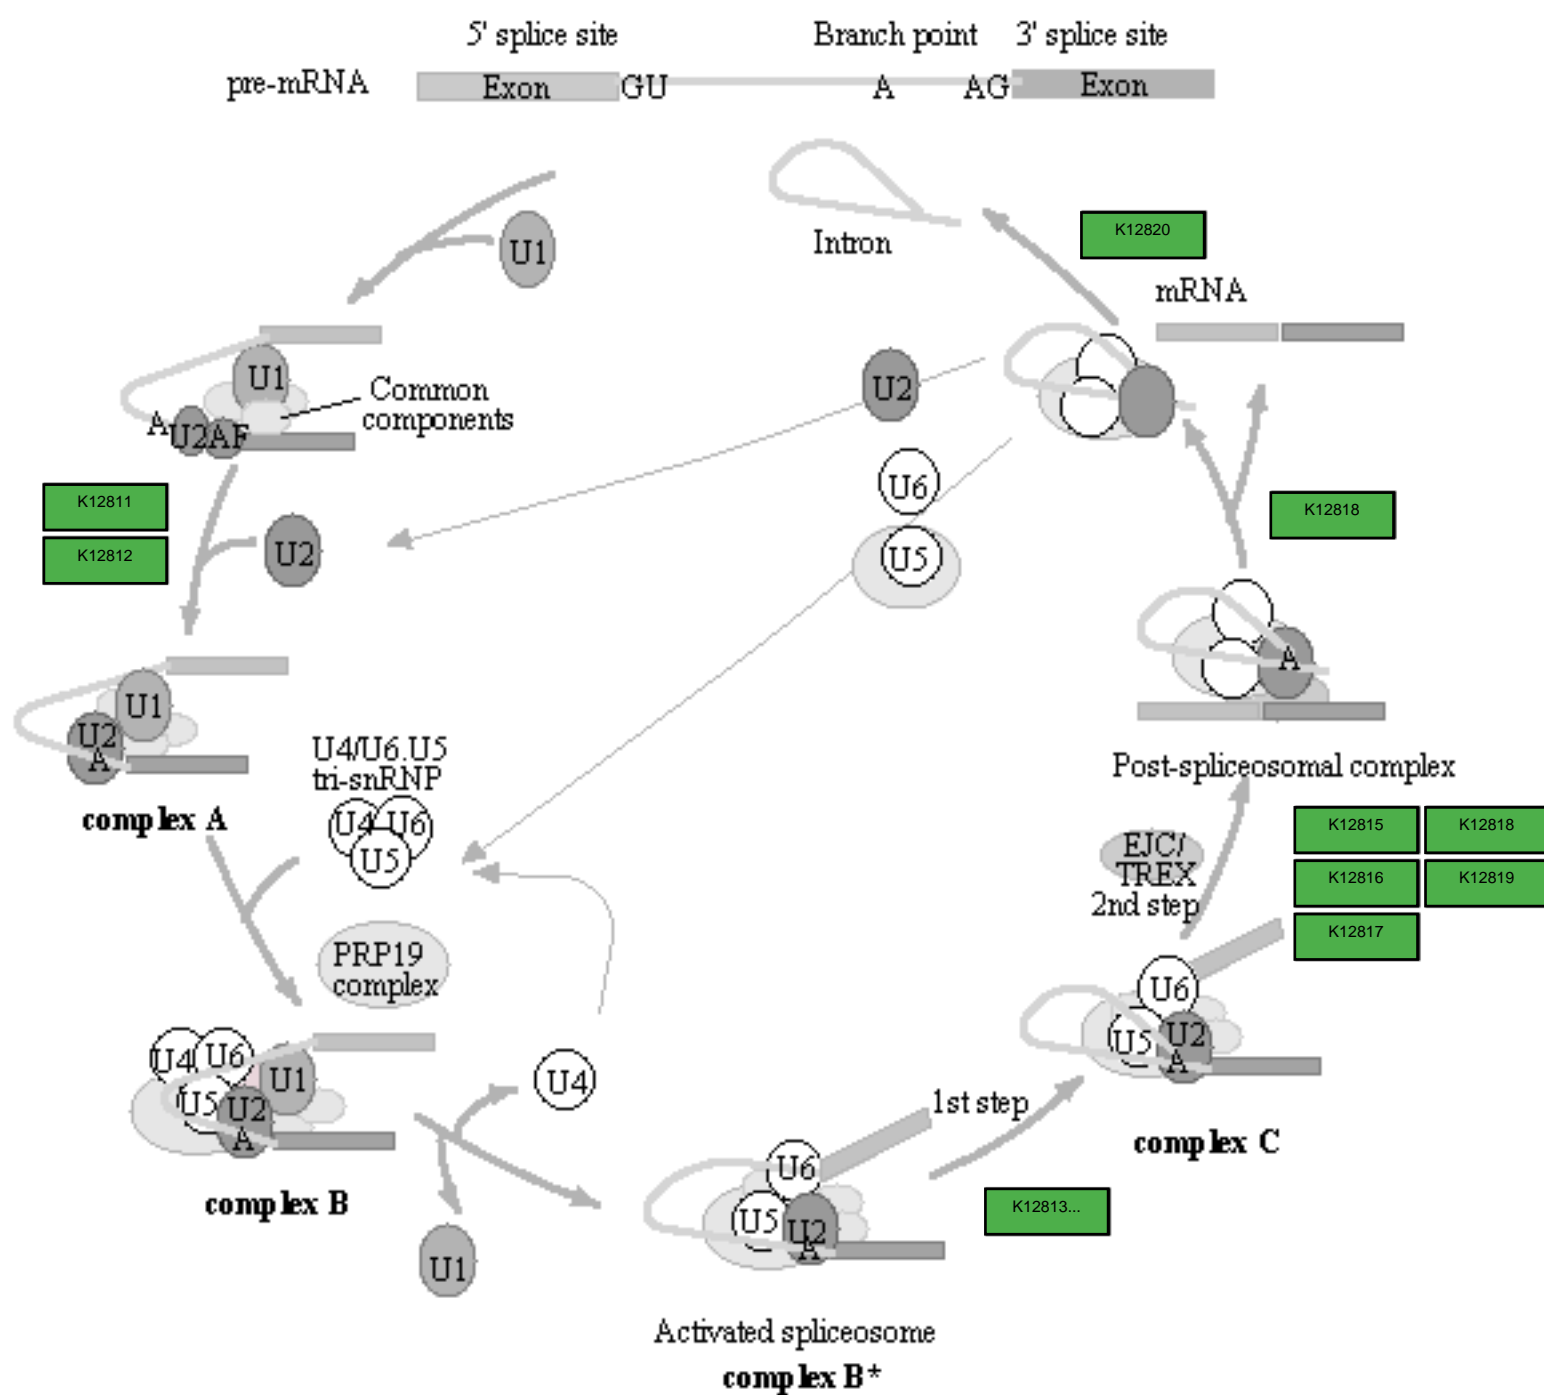 5' splice site
Branch point
3' splice site
pre-mRNA
Exon
GU
A
AG
Exon
U1
Intron
K12820
mRNA
U1
Common
components
A
U2AF
U2
K12811
K12812
U2
U6
U5
K12818
A
U1
U2
A
complex A
U4/U6.U5
tri-snRNP
U4
U6
U5
Post-spliceosomal complex
K12815
K12818
K12816
K12819
K12817
EJC/
TREX
2nd step
PRP19
complex
U6
U5
U2
A
U4
U6
U1
U5
U2
A
complex B
U4
U1
1st step
complex C
U6
U5
U2
A
K12813...
Activated spliceosome
complex B*